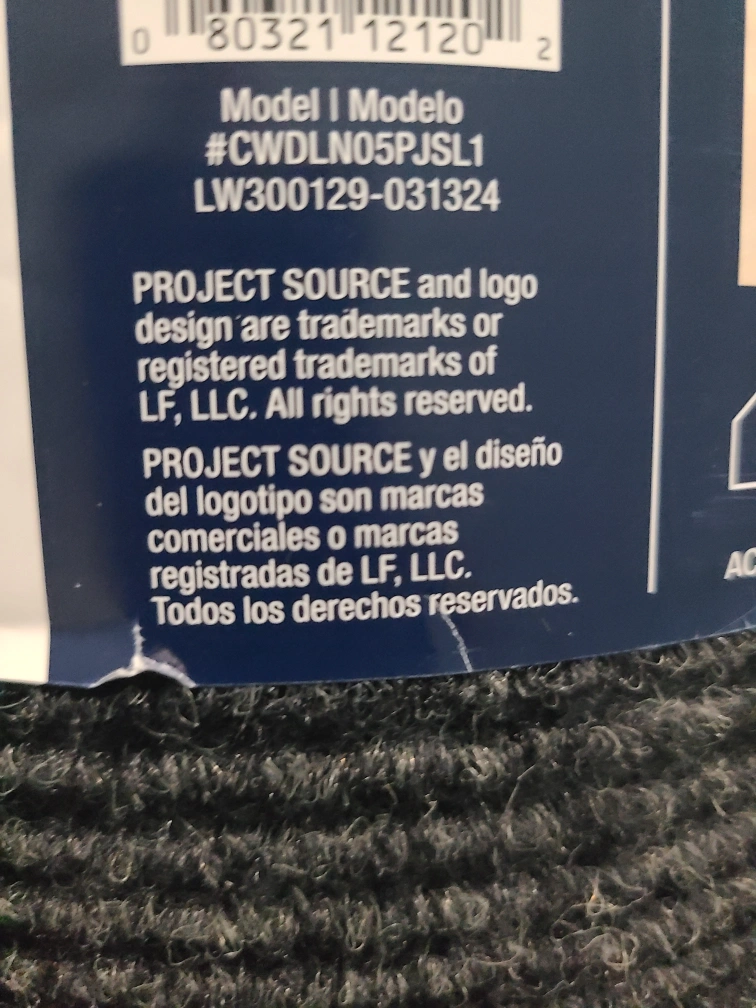 0 80321 12120 2
Model | Modelo
#CWDLN05PJSL1
LW300129-031324
PROJECT SOURCE and logo
design are trademarks or
registered trademarks of
LF, LLC. All rights reserved.
PROJECT SOURCE y el diseño
del logotipo son marcas
comerciales o marcas
registradas de LF, LLC.
Todos los derechos reservados.